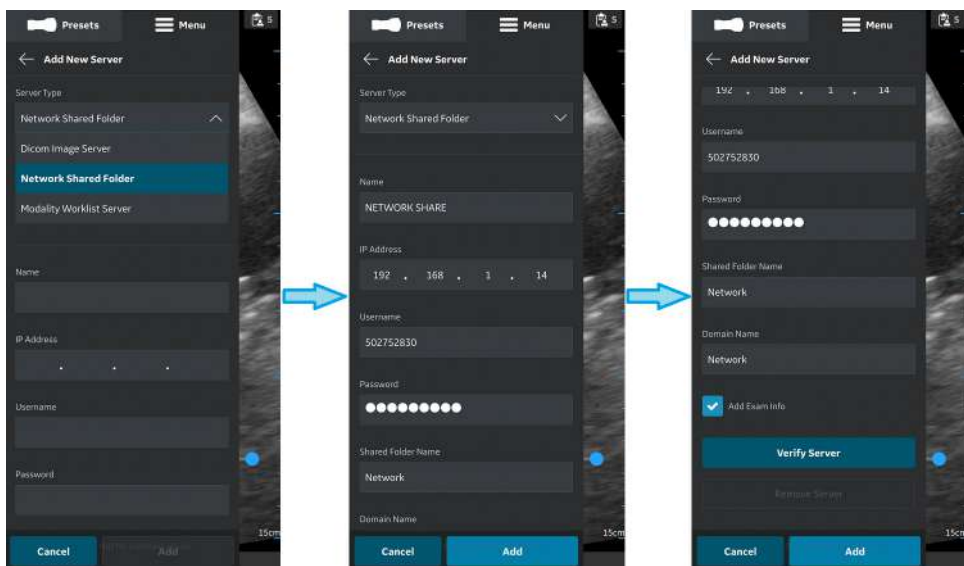 Presets Menu 5
Add New Server
Server Type
Network Shared Folder
Dicom Image Server
Network Shared Folder
Modality Worklist Server
Name
IP Address
. . .
Username
Password
15cm
Cancel Add
Presets Menu 5
Add New Server
Server Type
Network Shared Folder
Name
NETWORK SHARE
IP Address
192 . 168 . 1 . 14
Username
502752830
Password
Shared Folder Name
Network
Domain Name
15cm
Cancel Add
Presets Menu 5
Add New Server
192 . 168 . 1 . 14
Username
502752830
Password
Shared Folder Name
Network
Domain Name
Network
Add Exam Info
Verify Server
Remove Server
15cm
Cancel Add